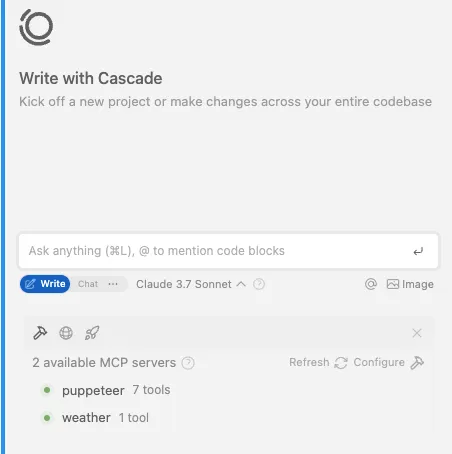 Write with Cascade
Kick off a new project or make changes across your entire codebase
Ask anything (⌘L), @ to mention code blocks
Write Chat ••• Claude 3.7 Sonnet @ Image
2 available MCP servers Refresh Configure
puppeteer 7 tools
weather 1 tool